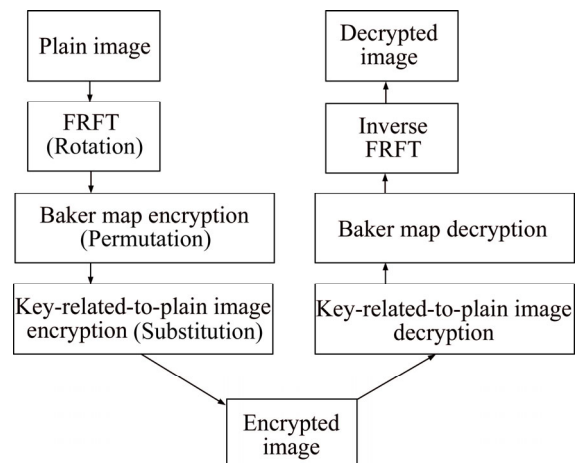 Plain image
FRFT
(Rotation)
Baker map encryption
(Permutation)
Key-related-to-plain image
encryption (Substitution)
Encrypted
image
Key-related-to-plain image
decryption
Baker map decryption
Inverse
FRFT
Decrypted
image